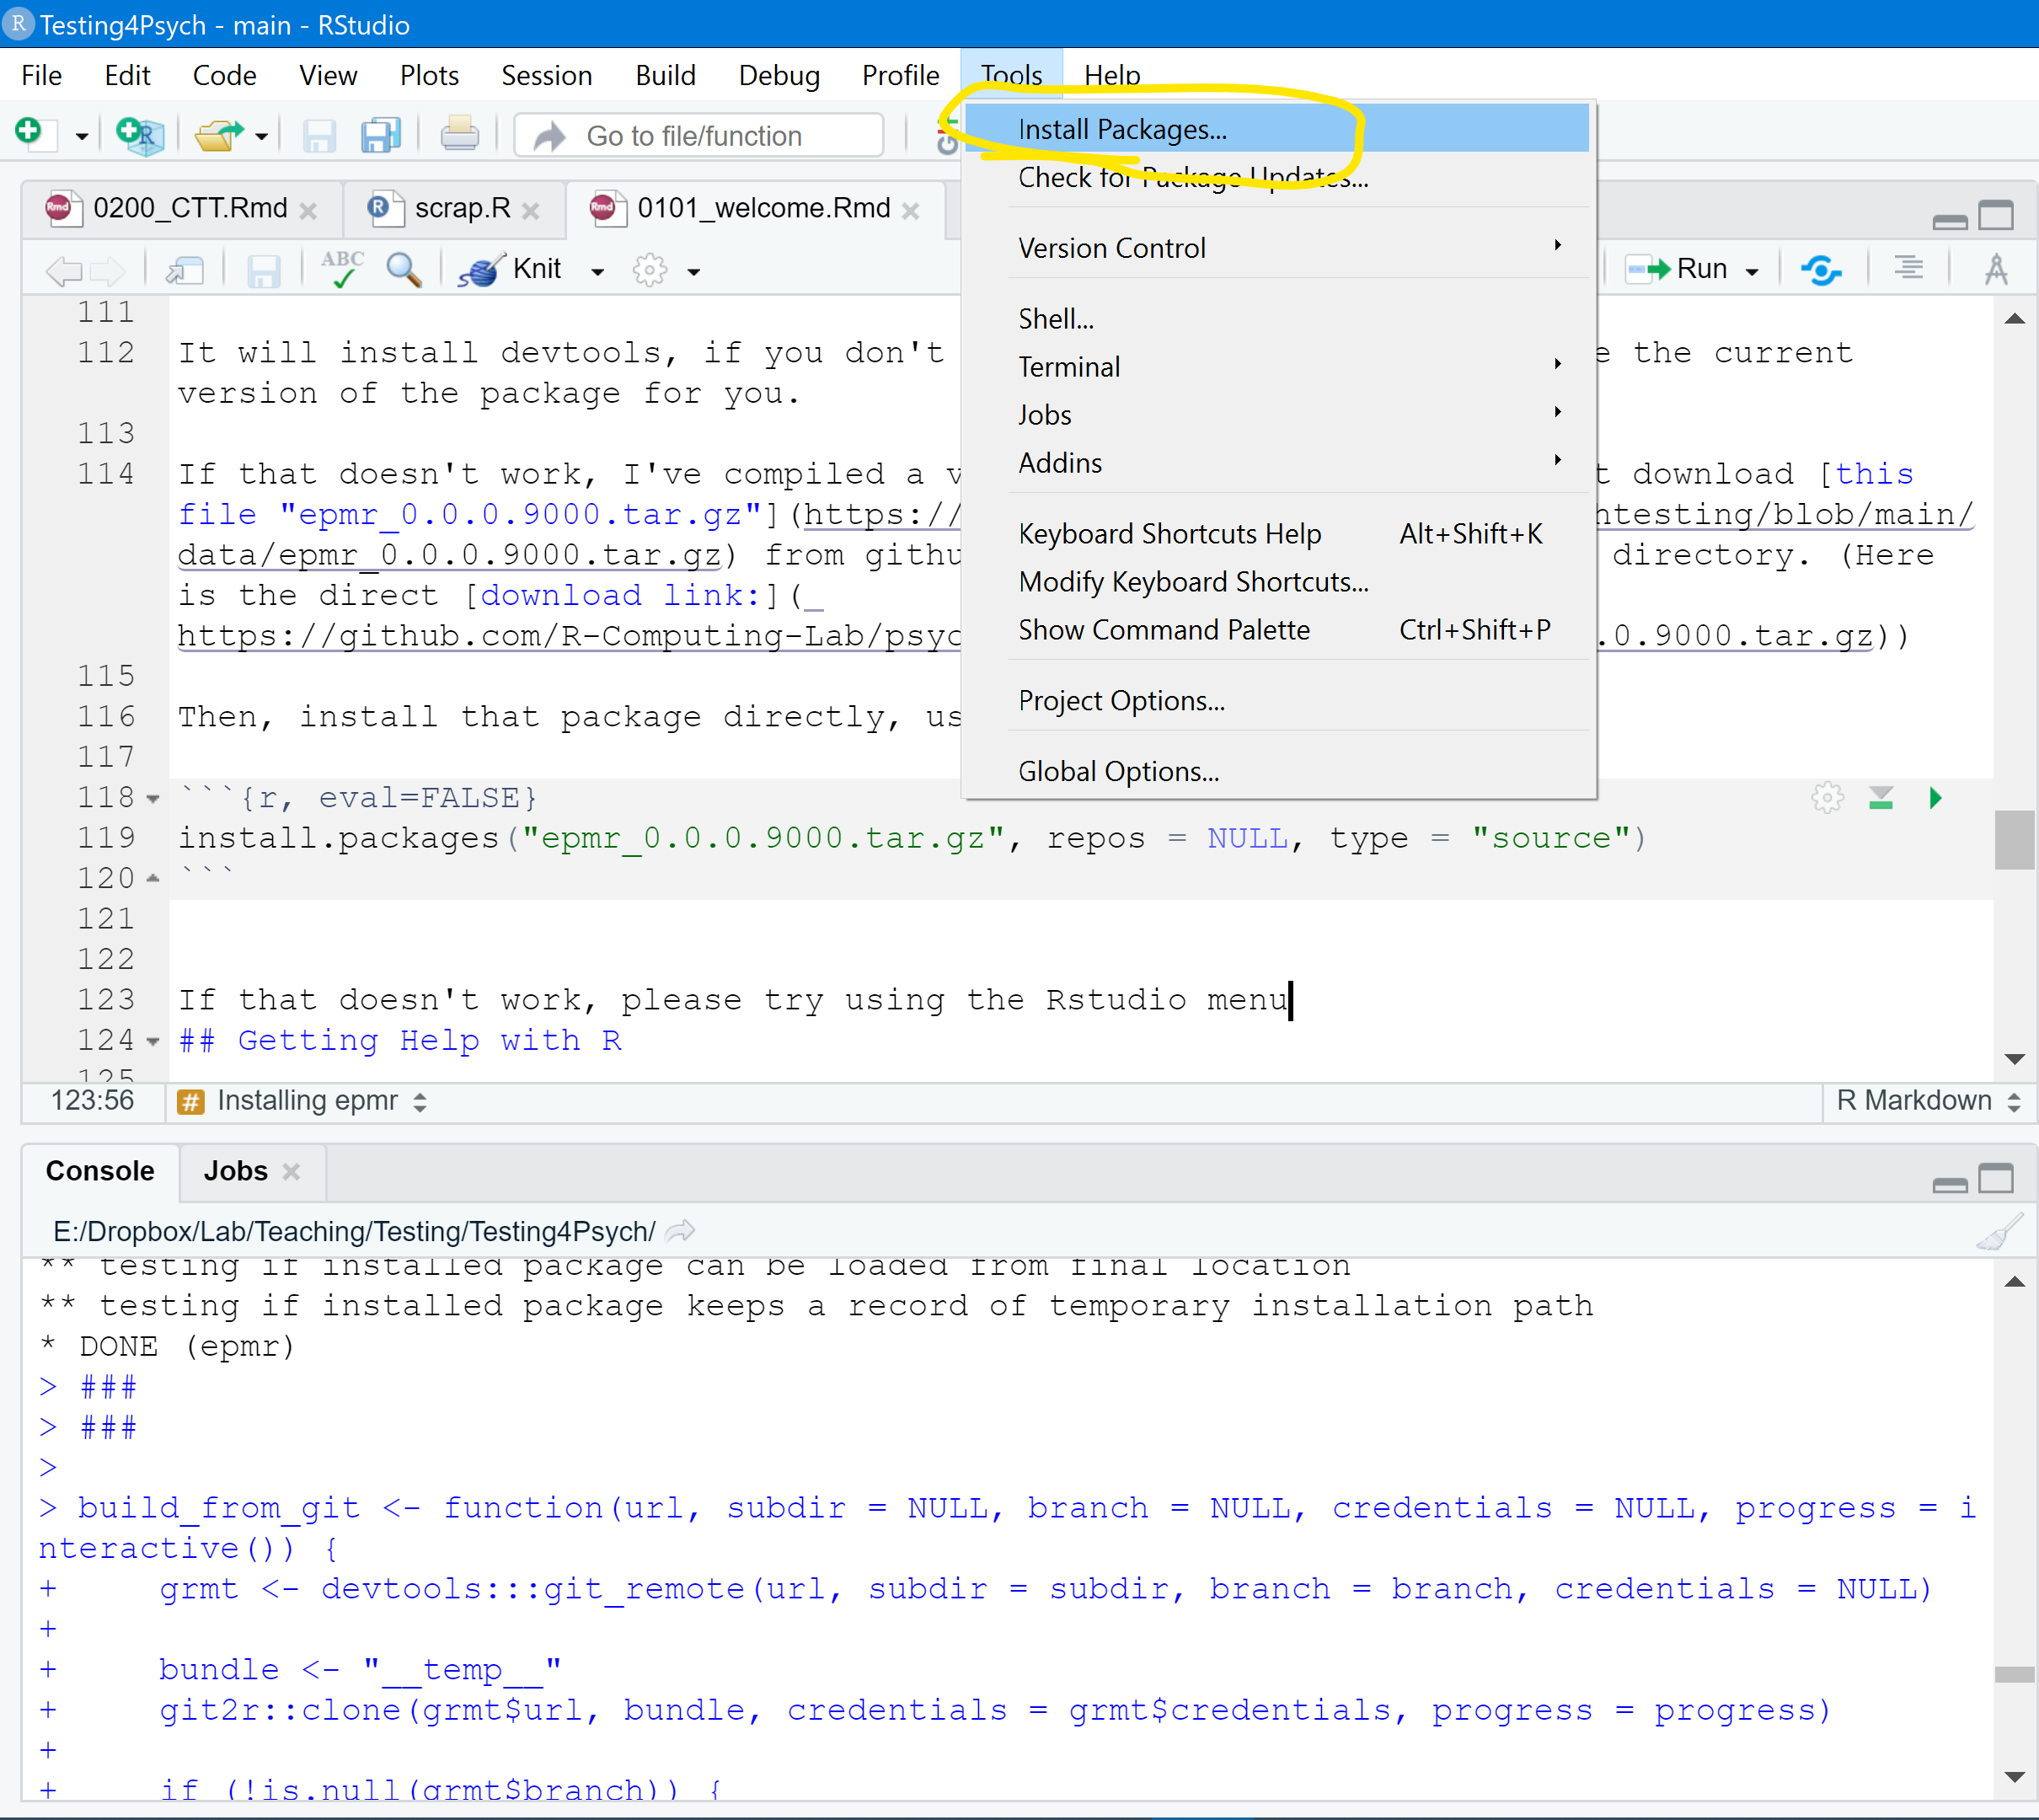 Testing4Psych - main - RStudio
File Edit Code View Plots Session Build Debug Profile Tools Help
Go to file/function
Install Packages...
Check for Package Updates...
Version Control
Shell...
Terminal
Jobs
Addins
Keyboard Shortcuts Help Alt+Shift+K
Modify Keyboard Shortcuts...
Show Command Palette Ctrl+Shift+P
Project Options...
Global Options...
0200_CTT.Rmd scrap.R 0101_welcome.Rmd
ABC Knit Run
111
112 It will install devtools, if you don't e the current
version of the package for you.
113
114 If that doesn't work, I've compiled a v t download [this
file "epmr_0.0.0.9000.tar.gz"](https:// htesting/blob/main/
data/epmr_0.0.0.9000.tar.gz) from githu directory. (Here
is the direct [download link:](
https://github.com/R-Computing-Lab/psyc .0.9000.tar.gz))
115
116 Then, install that package directly, us
117
118 ```{r, eval=FALSE}
119 install.packages("epmr_0.0.0.9000.tar.gz", repos = NULL, type = "source")
120 ```
121
122
123 If that doesn't work, please try using the Rstudio menu
124 ## Getting Help with R
125
123:56 # Installing epmr R Markdown
Console Jobs
E:/Dropbox/Lab/Teaching/Testing/Testing4Psych/
** testing if installed package can be loaded from final location
** testing if installed package keeps a record of temporary installation path
* DONE (epmr)
> ###
> ###
>
> build_from_git <- function(url, subdir = NULL, branch = NULL, credentials = NULL, progress = i
nteractive()) {
+ grmt <- devtools:::git_remote(url, subdir = subdir, branch = branch, credentials = NULL)
+
+ bundle <- "__temp__"
+ git2r::clone(grmt$url, bundle, credentials = grmt$credentials, progress = progress)
+
+ if (!is.null(grmt$branch)) {